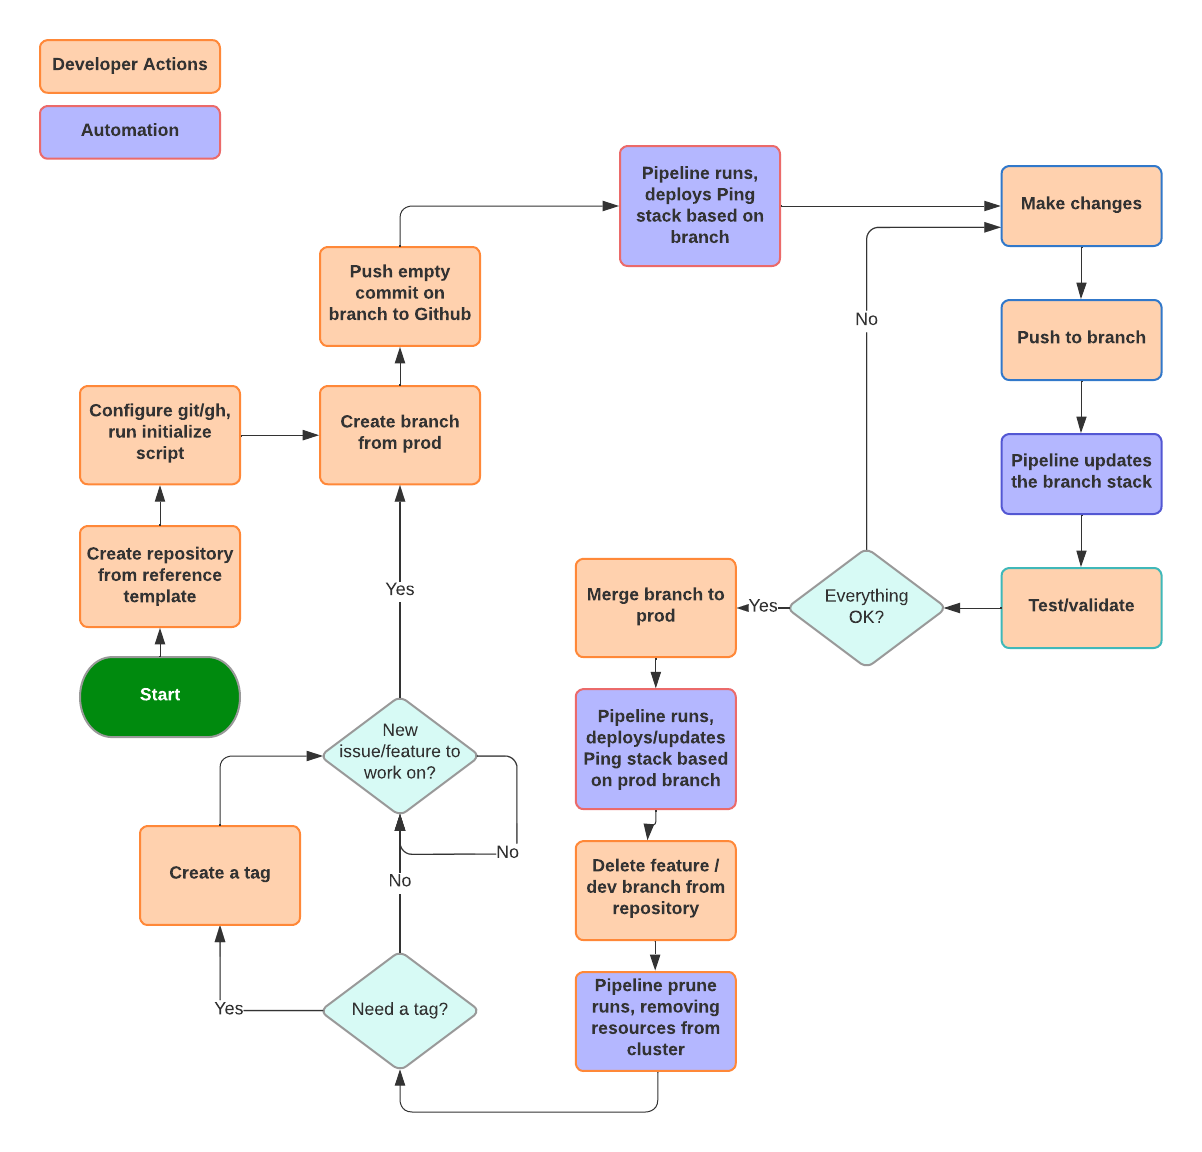 Developer Actions
Automation
Start
Create repository
from reference
template
Configure git/gh,
run initialize
script
Create branch
from prod
Push empty
commit on
branch to Github
Pipeline runs,
deploys Ping
stack based on
branch
Make changes
Push to branch
Pipeline updates
the branch stack
Test/validate
Everything
OK?
No
Yes
Merge branch to
prod
Pipeline runs,
deploys/updates
Ping stack based
on prod branch
Delete feature /
dev branch from
repository
Pipeline prune
runs, removing
resources from
cluster
Need a tag?
Yes
No
Create a tag
New
issue/feature to
work on?
No
Yes